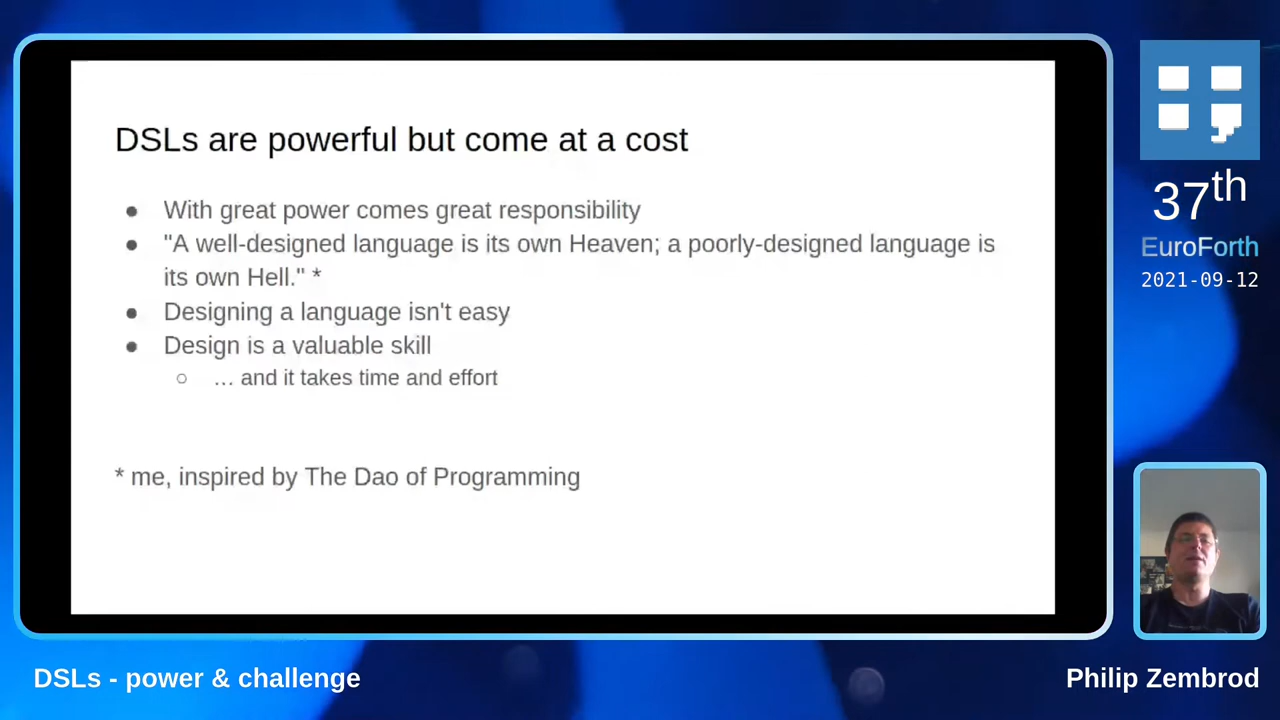 DSLs are powerful but come at a cost
● With great power comes great responsibility
● "A well-designed language is its own Heaven; a poorly-designed language is
its own Hell." *
● Designing a language isn't easy
● Design is a valuable skill
○ … and it takes time and effort
* me, inspired by The Dao of Programming
37th
EuroForth
2021-09-12
DSLs - power & challenge
Philip Zembrod